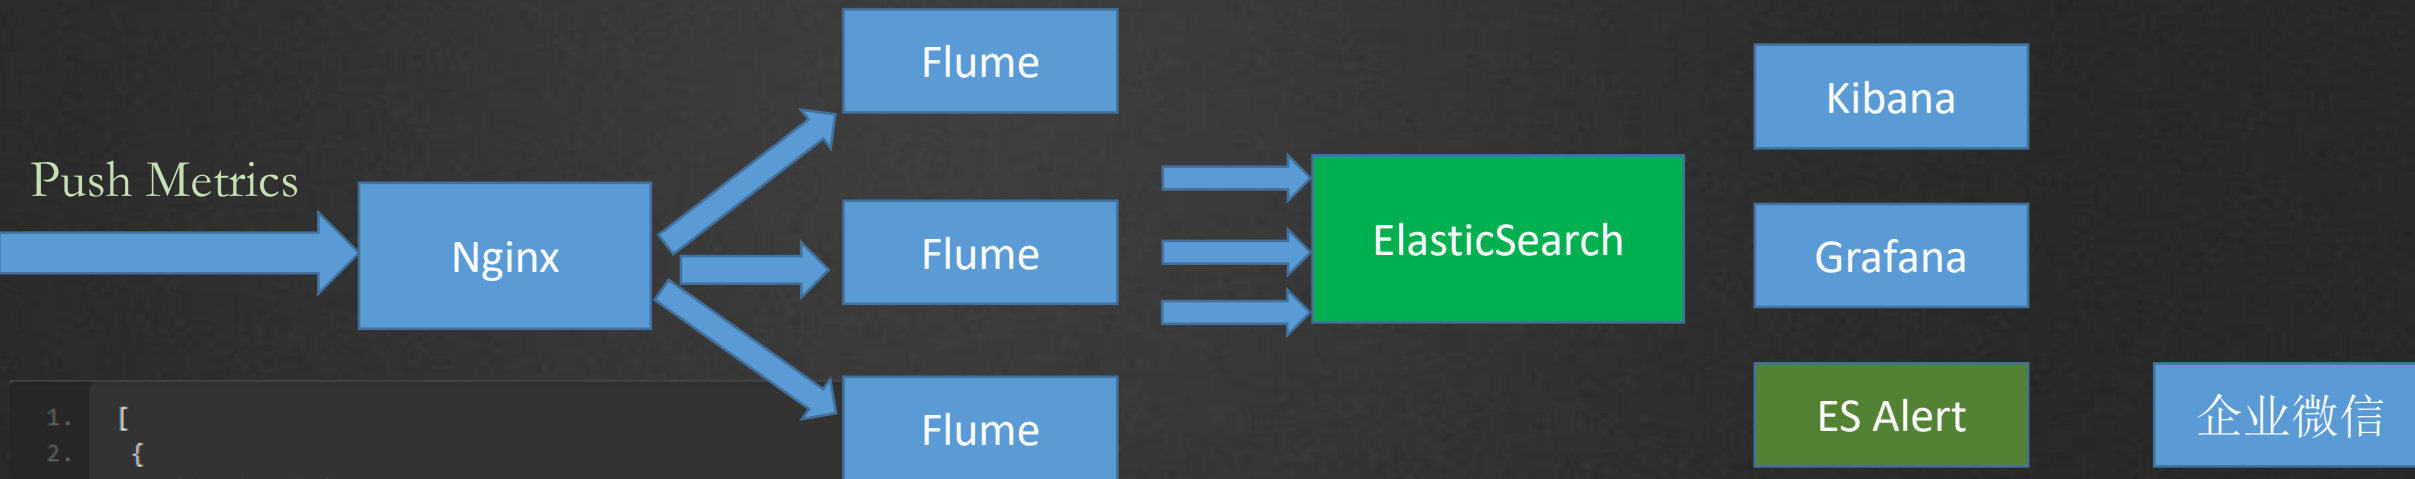 Push Metrics
Nginx
Flume
Flume
Flume
ElasticSearch
Kibana
Grafana
ES Alert
企业微信
1. [
2. {